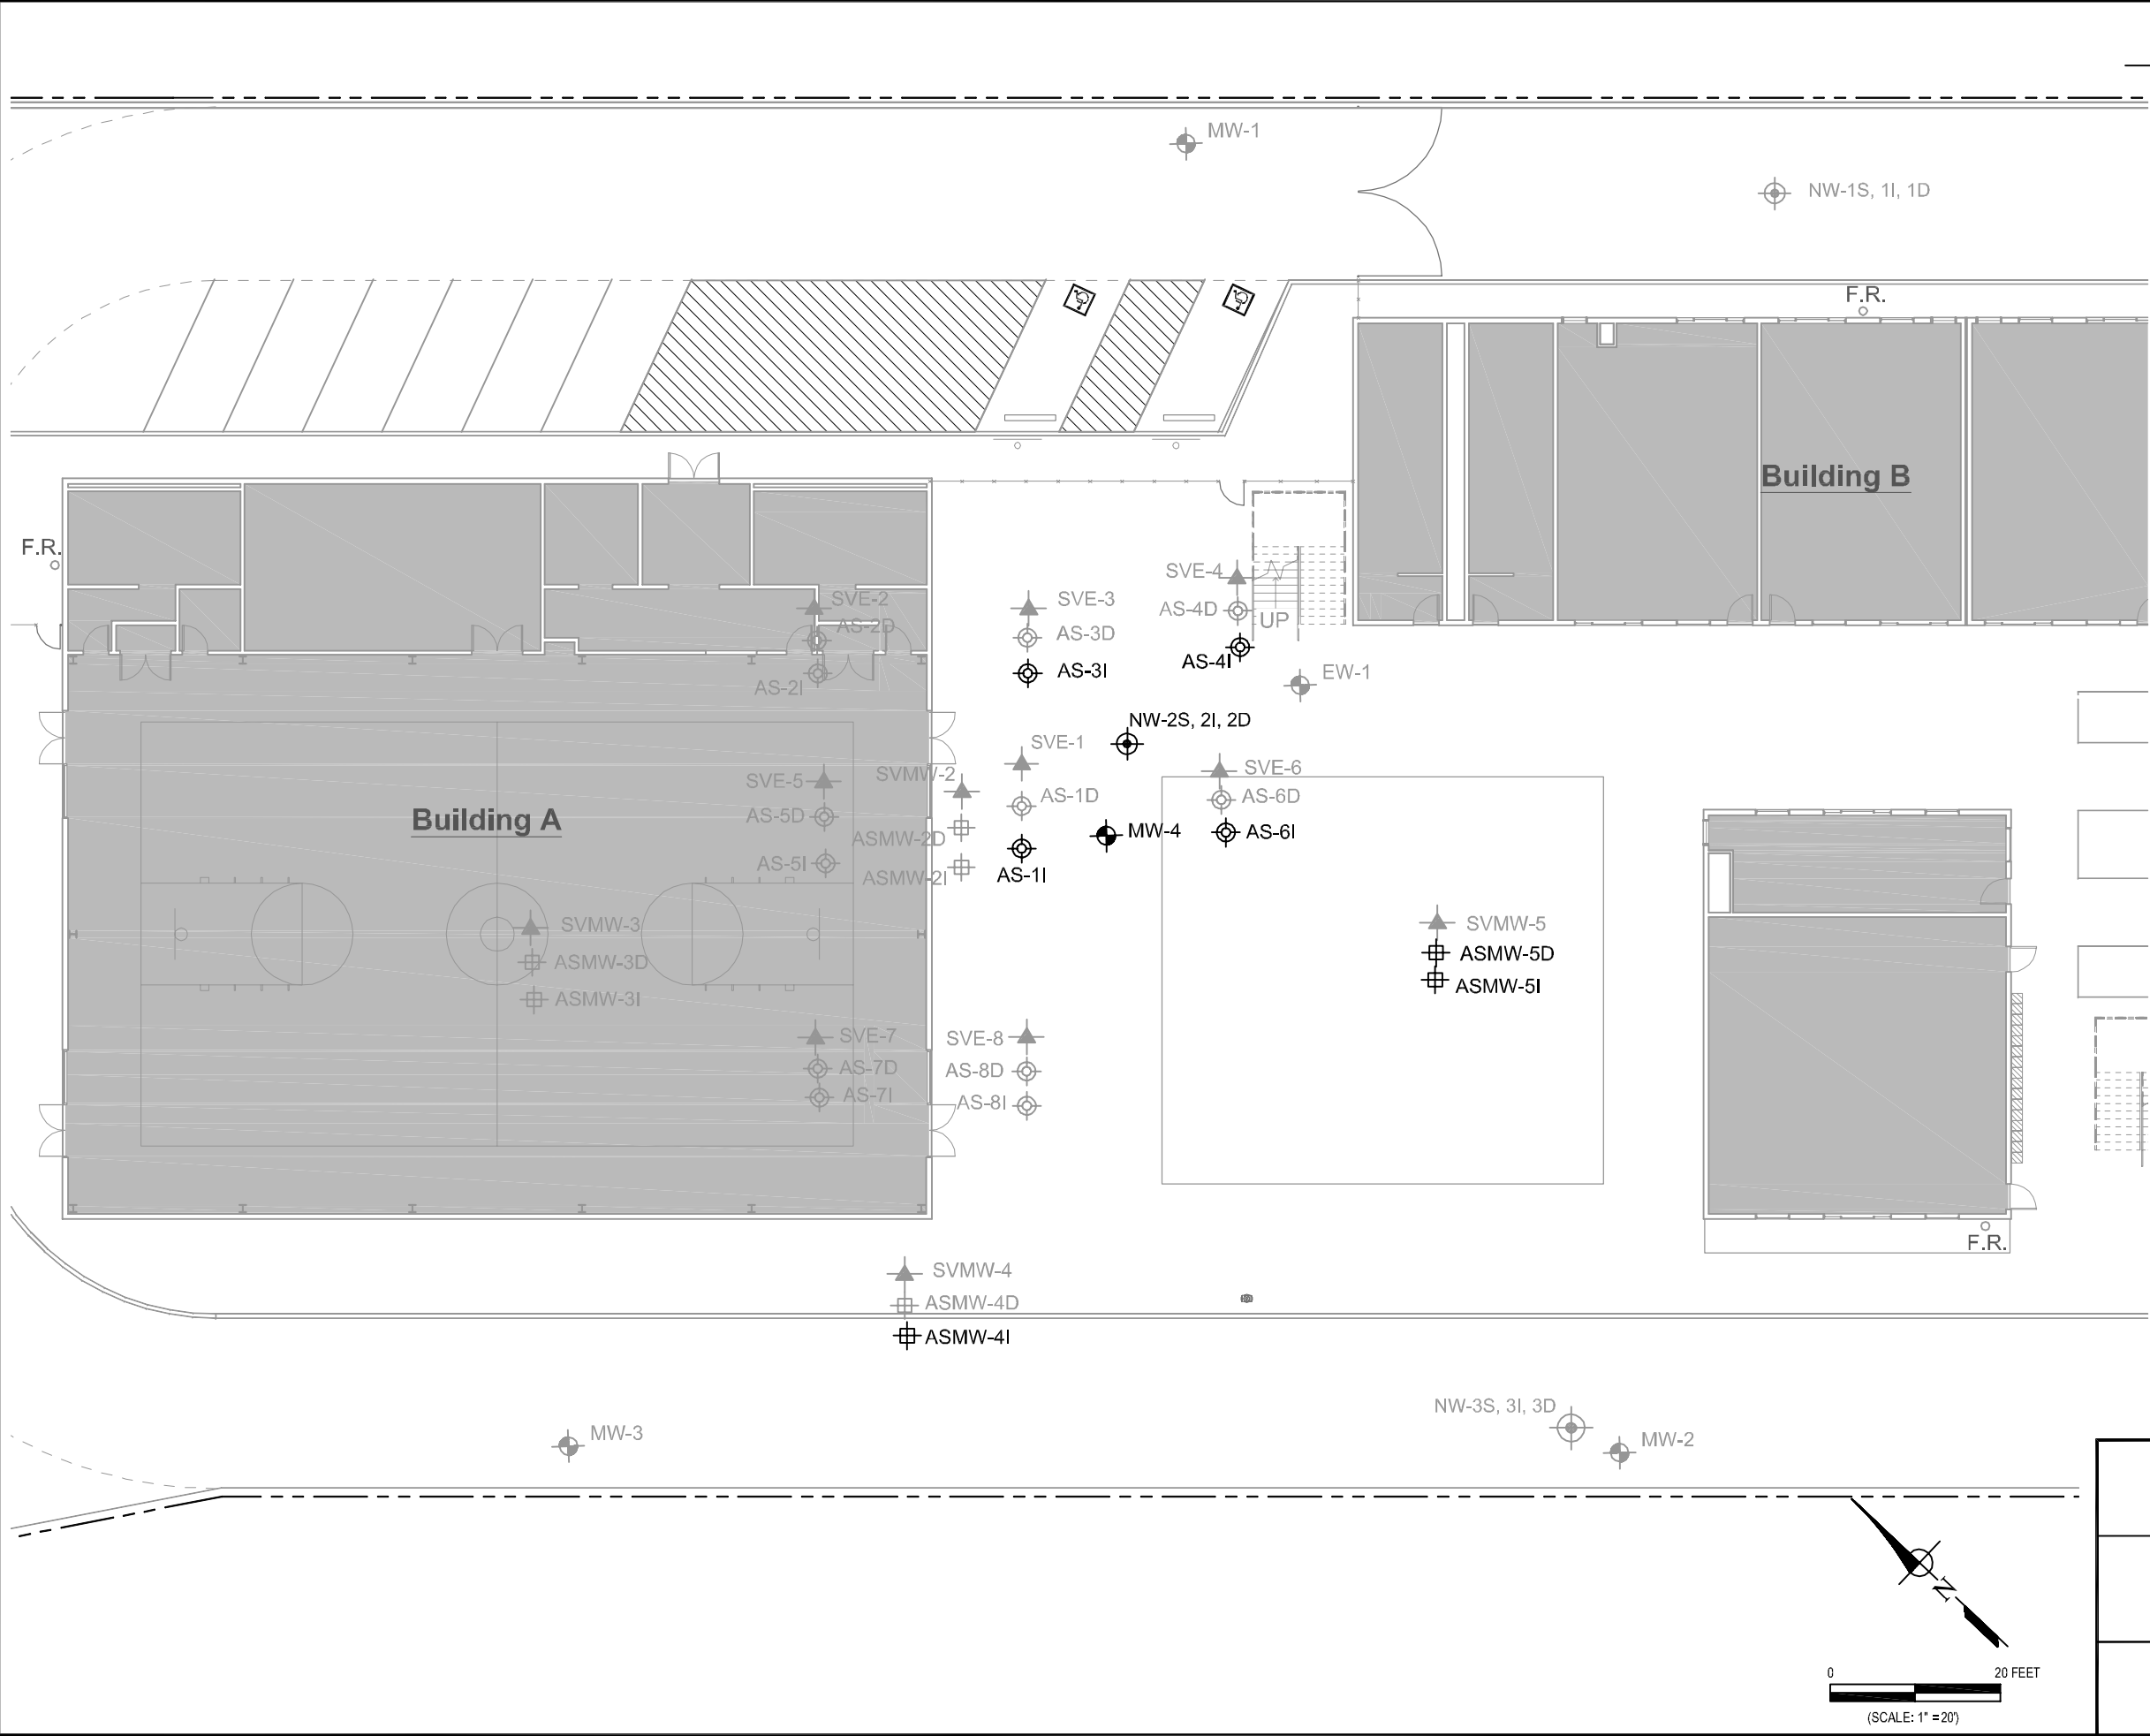 MW-1
NW-1S, 1I, 1D
F.R.
Building B
F.R.
SVE-4
SVE-2
SVE-3
AS-4D
UP
AS-2D
AS-3D
AS-4I
AS-2I
AS-3I
EW-1
NW-2S, 2I, 2D
SVE-1
SVE-5
SVMW-2
SVE-6
AS-1D
AS-6D
Building A
AS-5D
ASMW-2D
MW-4
AS-6I
AS-5I
ASMW-2I
AS-1I
SVMW-3
SVMW-5
ASMW-3D
ASMW-5D
ASMW-3I
ASMW-5I
SVE-7
SVE-8
AS-7D
AS-8D
AS-7I
AS-8I
F.R.
SVMW-4
ASMW-4D
ASMW-4I
NW-3S, 3I, 3D
MW-3
MW-2
N
0 20 FEET
(SCALE: 1" =20')